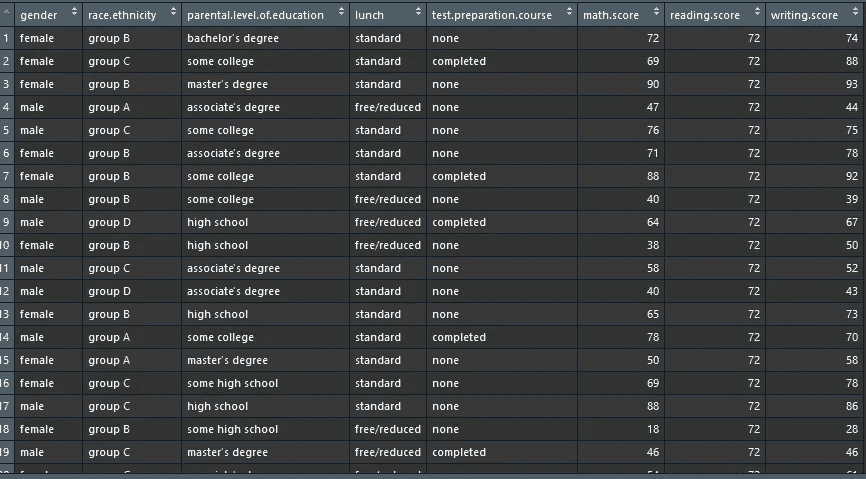 gender race.ethnicity parental.level.of.education lunch test.preparation.course math.score reading.score writing.score
1 female group B bachelor's degree standard none 72 72 74
2 female group C some college standard completed 69 72 88
3 female group B master's degree standard none 90 72 93
4 male group A associate's degree free/reduced none 47 72 44
5 male group C some college standard none 76 72 75
6 female group B associate's degree standard none 71 72 78
7 female group B some college standard completed 88 72 92
8 male group B some college free/reduced none 40 72 39
9 male group D high school free/reduced completed 64 72 67
10 female group B high school free/reduced none 38 72 50
11 male group C associate's degree standard none 58 72 52
12 male group D associate's degree standard none 40 72 43
13 female group B high school standard none 65 72 73
14 male group A some college standard completed 78 72 70
15 female group A master's degree standard none 50 72 58
16 female group C some high school standard none 69 72 78
17 male group C high school standard none 88 72 86
18 female group B some high school free/reduced none 18 72 28
19 male group C master's degree free/reduced completed 46 72 46